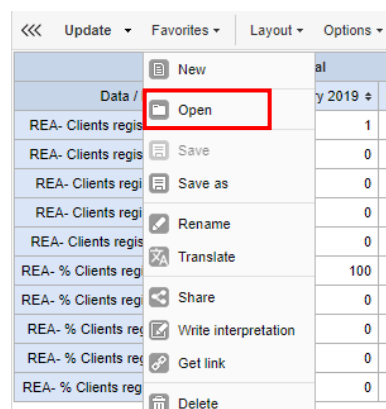 Update Favorites Layout Options
New al
Data / y 2019
Open
REA- Clients regis 1
REA- Clients regis Save 0
REA- Clients regi Save as 0
REA- Clients regi Rename 0
REA- Clients regis 0
Translate
REA- % Clients reg 100
REA- % Clients reg Share 0
REA- % Clients reg Write interpretation 0
REA- % Clients reg Get link 0
REA- % Clients reg Delete 0